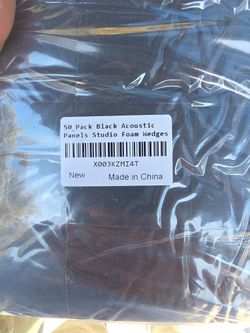 50 Pack Black Acoustic
Panels Studio Foam Wedges
X003KZMI4T
New
Made in China